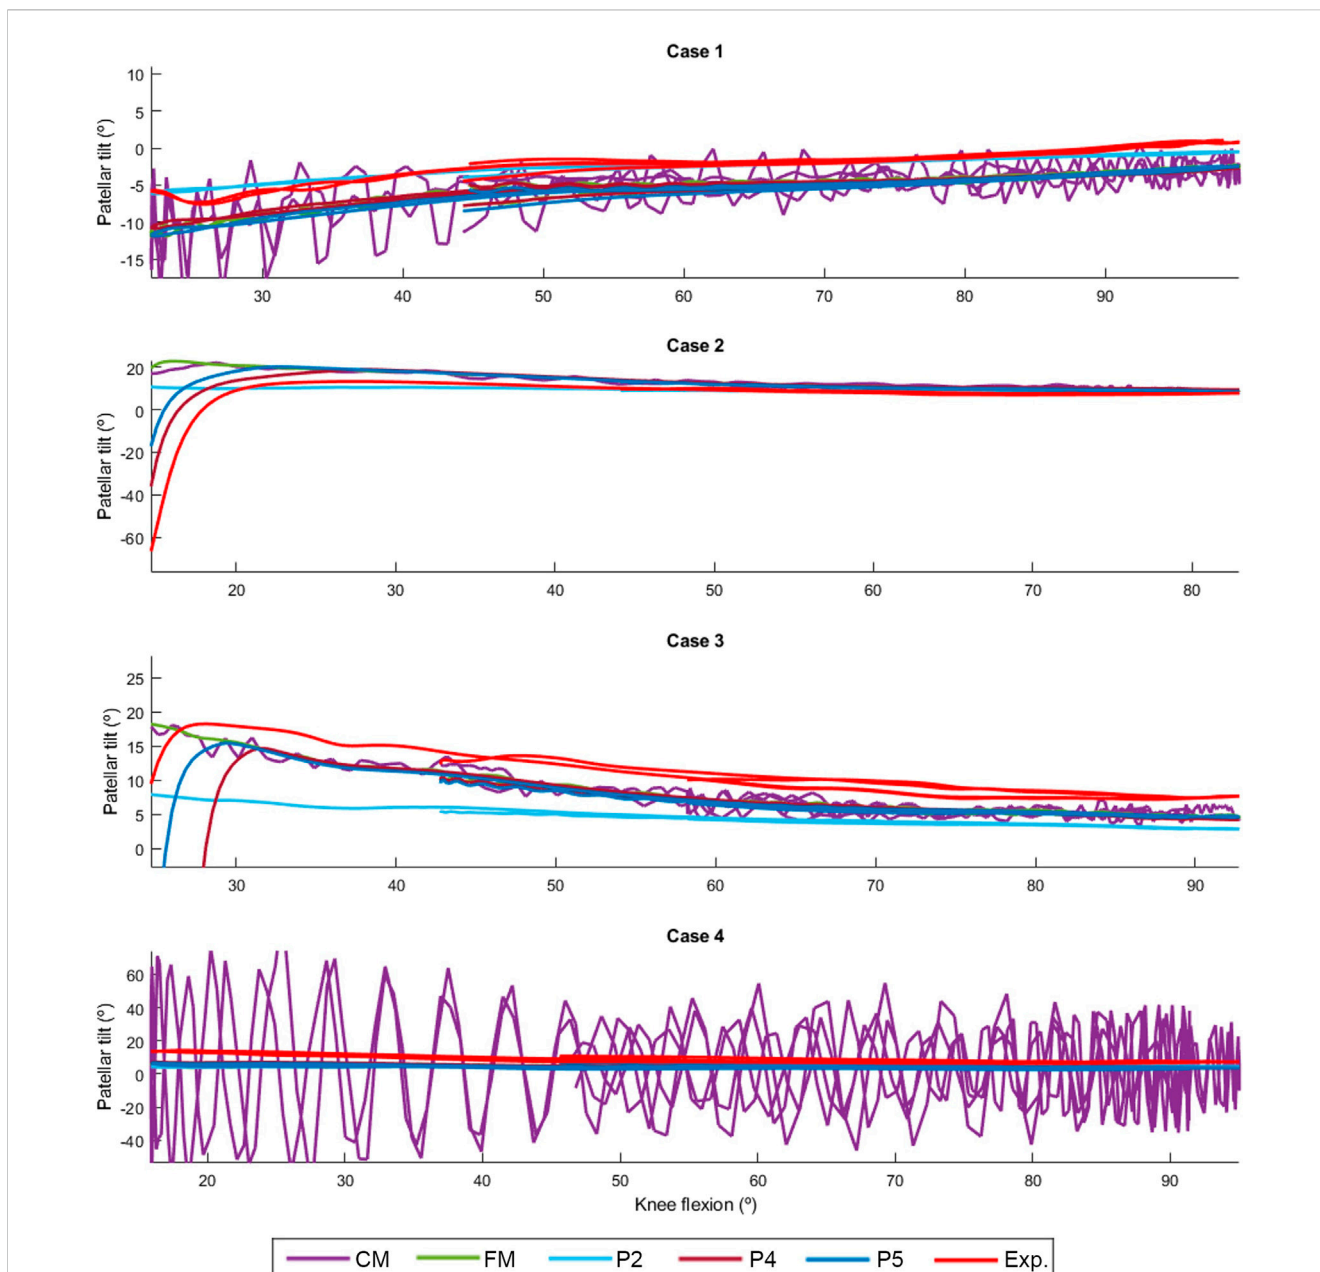 Case 1
10
5
0
-5
-10
-15
Patellar tilt (º)
30 40 50 60 70 80 90
Case 2
20
0
-20
-40
-60
Patellar tilt (º)
20 30 40 50 60 70 80
Case 3
25
20
15
10
5
0
Patellar tilt (º)
30 40 50 60 70 80 90
Case 4
60
40
20
0
-20
-40
Patellar tilt (º)
20 30 40 50 60 70 80 90
Knee flexion (º)
CM FM P2 P4 P5 Exp.